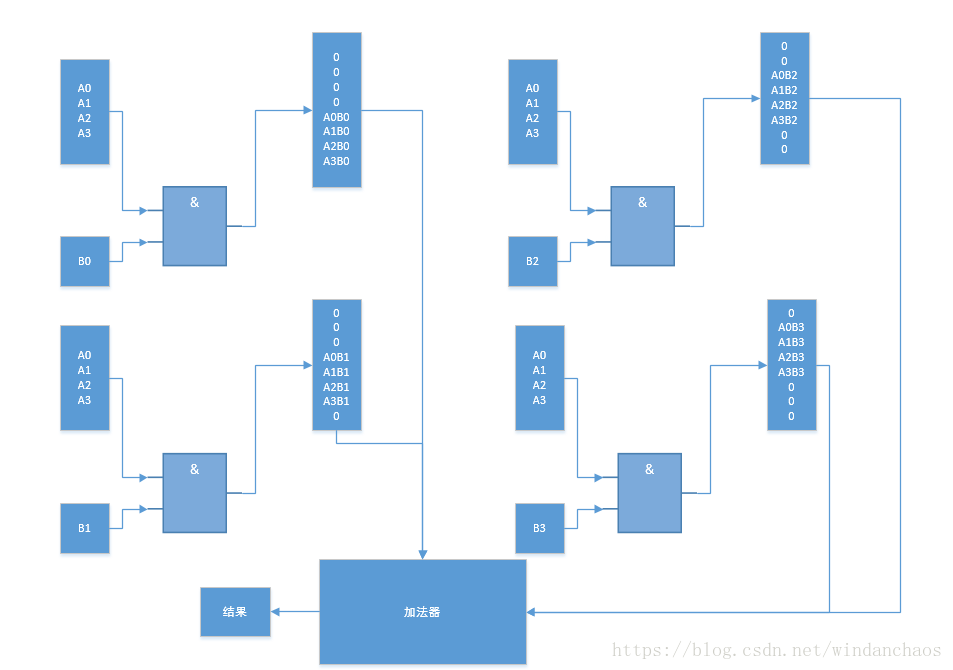 A0
A1
A2
A3
&
B0
0
0
0
0
A0B0
A1B0
A2B0
A3B0
A0
A1
A2
A3
&
B2
0
0
A0B2
A1B2
A2B2
A3B2
0
0
A0
A1
A2
A3
&
B1
0
0
0
A0B1
A1B1
A2B1
A3B1
0
A0
A1
A2
A3
&
B3
0
A0B3
A1B3
A2B3
A3B3
0
0
0
结果
加法器
https://blog.csdn.net/windanchaos